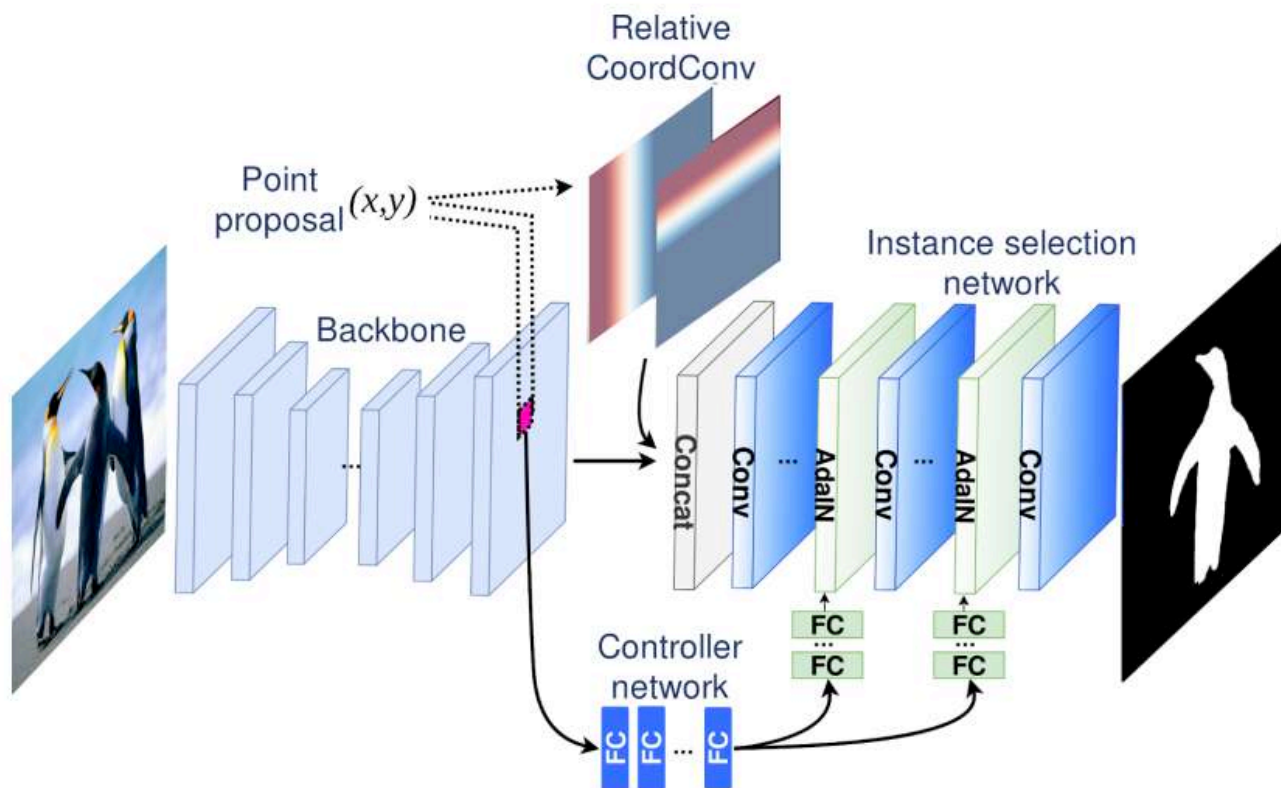 Relative
CoordConv
Point
proposal (x,y)
Instance selection
network
Backbone
...
Concat
Conv
...
AdaIN
Conv
...
AdaIN
Conv
FC
...
FC
FC
...
FC
Controller
network
FC
FC
...
FC